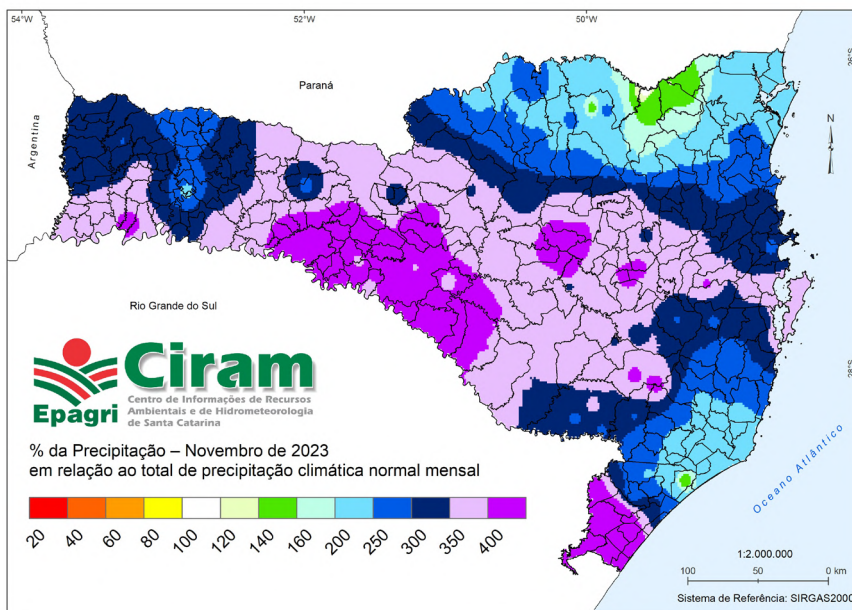 54°W
52°W
50°W
26°S
Paraná
Argentina
N
Rio Grande do Sul
28°S
Ciram
Epagri
Centro de Informações de Recursos
Ambientais e de Hidrometeorologia
de Santa Catarina
% da Precipitação – Novembro de 2023
em relação ao total de precipitação climática normal mensal
Oceano Atlântico
20 40 60 80 100 120 140 160 200 250 300 350 400
1:2.000.000
100 50 0 km
Sistema de Referência: SIRGAS2000